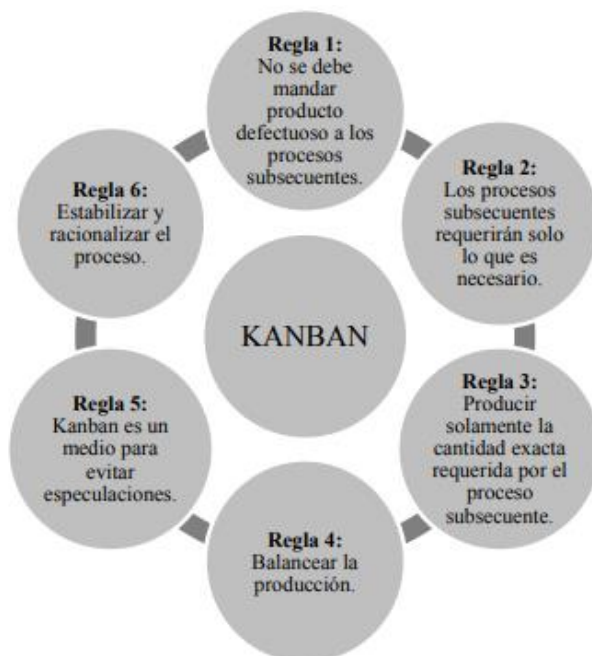 Regla 1:
No se debe
mandar
producto
defectuoso a los
procesos
subsecuentes.
Regla 2:
Los procesos
subsecuentes
requerirán solo
lo que es
necesario.
Regla 3:
Producir
solamente la
cantidad exacta
requerida por el
proceso
subsecuente.
Regla 4:
Balancear la
producción.
Regla 5:
Kanban es un
medio para
evitar
especulaciones.
Regla 6:
Estabilizar y
racionalizar el
proceso.
KANBAN